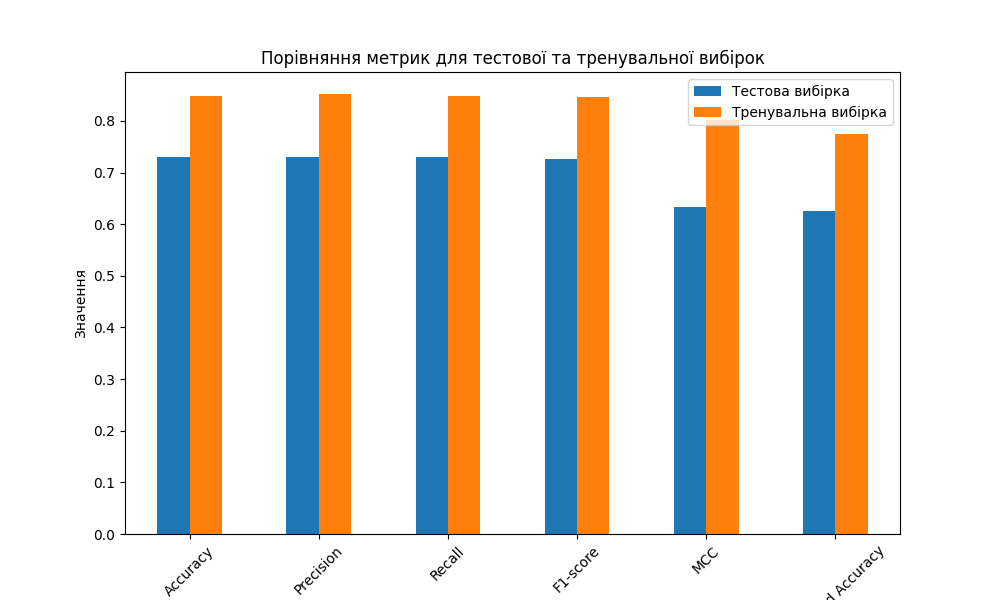 Порівняння метрик для тестової та тренувальної вибірок
Тестова вибірка
Тренувальна вибірка
Значення
0.8
0.7
0.6
0.5
0.4
0.3
0.2
0.1
0.0
Accuracy
Precision
Recall
F1-score
MCC
Accuracy